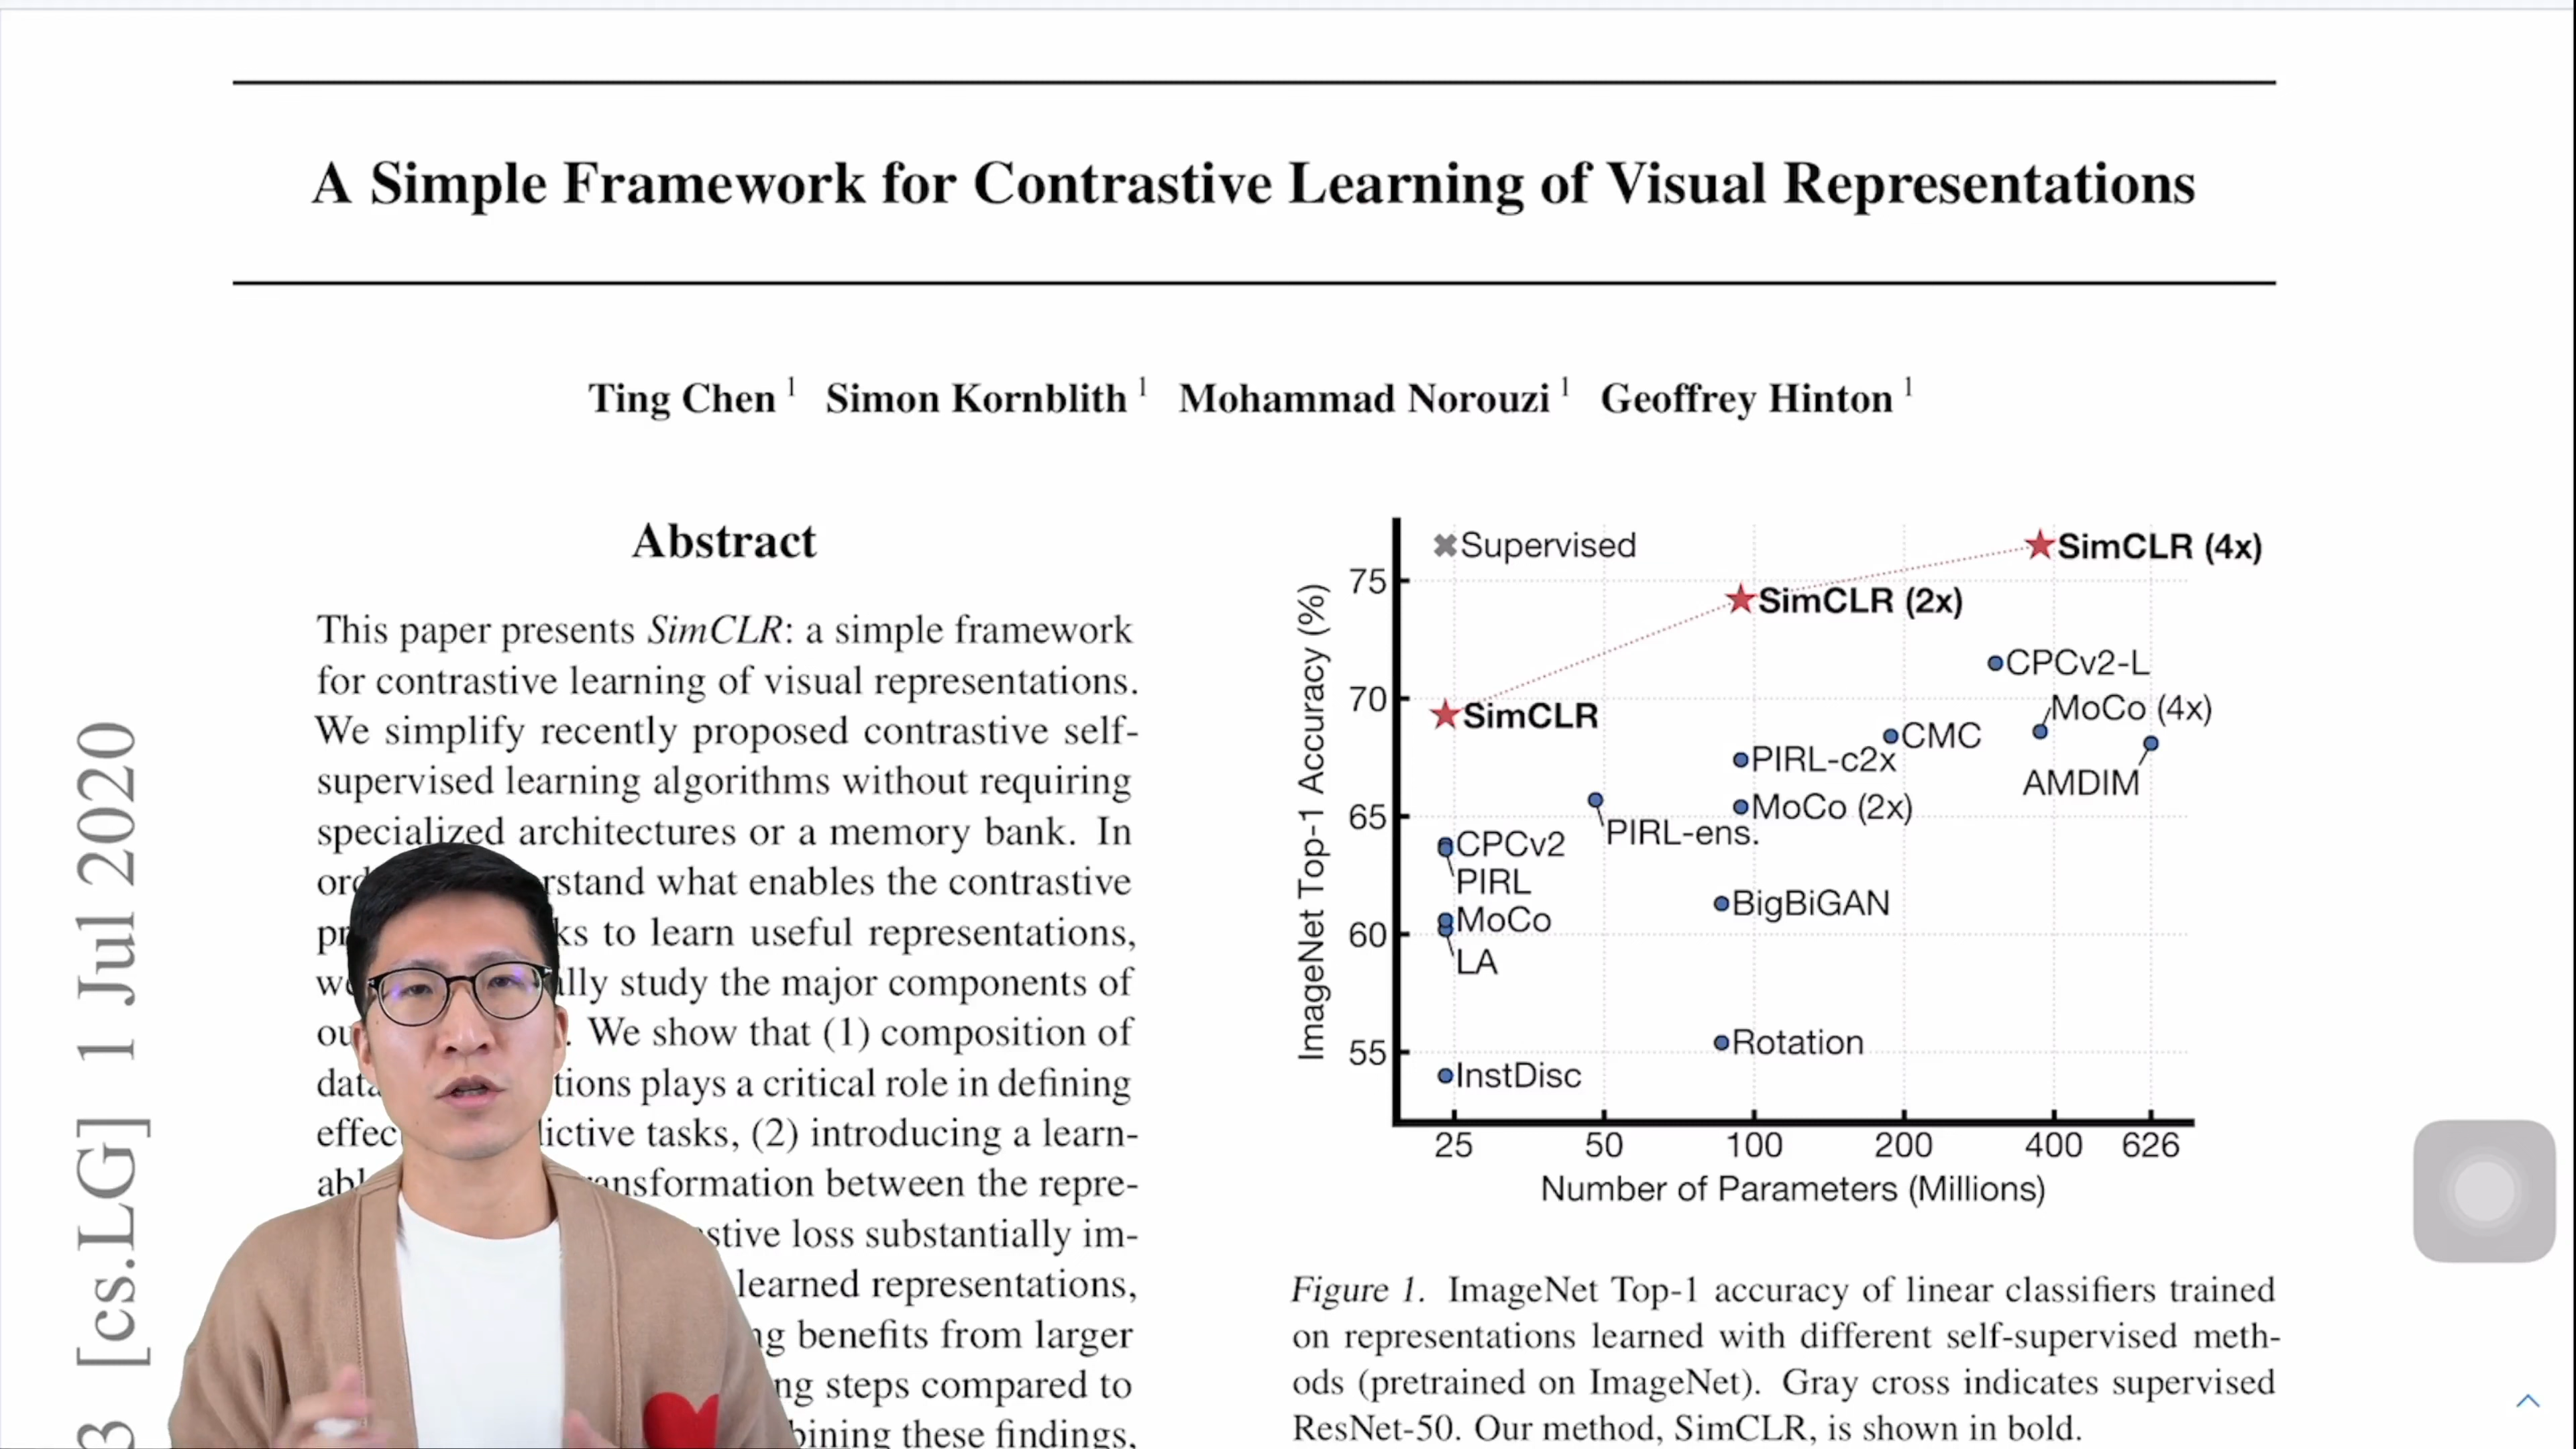 A Simple Framework for Contrastive Learning of Visual Representations
Ting Chen 1 Simon Kornblith 1 Mohammad Norouzi 1 Geoffrey Hinton 1
Abstract
This paper presents SimCLR: a simple framework
for contrastive learning of visual representations.
We simplify recently proposed contrastive self-
supervised learning algorithms without requiring
specialized architectures or a memory bank. In
what enables the contrastive
to learn useful representations,
study the major components of
We show that (1) composition of
plays a critical role in defining
tasks, (2) introducing a learn-
between the repre-
loss substantially im-
learned representations,
benefits from larger
steps compared to
these findings,
3 [cs.LG] 1 Jul 2020
ImageNet Top-1 Accuracy (%)
75
70
65
60
55
Supervised
SimCLR (4x)
SimCLR (2x)
CPCv2-L
MoCo (4x)
SimCLR
CMC
PIRL-c2x
AMDIM
MoCo (2x)
PIRL-ens.
CPCv2
PIRL
BigBiGAN
MoCo
LA
Rotation
InstDisc
25 50 100 200 400 626
Number of Parameters (Millions)
Figure 1. ImageNet Top-1 accuracy of linear classifiers trained
on representations learned with different self-supervised meth-
ods (pretrained on ImageNet). Gray cross indicates supervised
ResNet-50. Our method, SimCLR, is shown in bold.